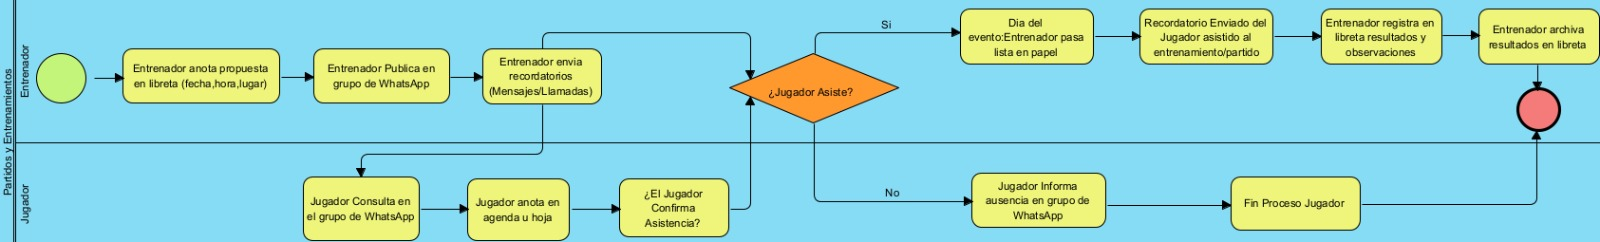 Partidos y Entrenamientos
Entrenador
Entrenador anota propuesta
en libreta (fecha,hora,lugar)
Entrenador Publica en
grupo de WhatsApp
Entrenador envia
recordatorios
(Mensajes/Llamadas)
¿Jugador Asiste?
Si
Dia del
evento:Entrenador pasa
lista en papel
Recordatorio Enviado del
Jugador asistido al
entrenamiento/partido
Entrenador registra en
libreta resultados y
observaciones
Entrenador archiva
resultados en libreta
Jugador
Jugador Consulta en
el grupo de WhatsApp
Jugador anota en
agenda u hoja
¿El Jugador
Confirma
Asistencia?
No
Jugador Informa
ausencia en grupo de
WhatsApp
Fin Proceso Jugador